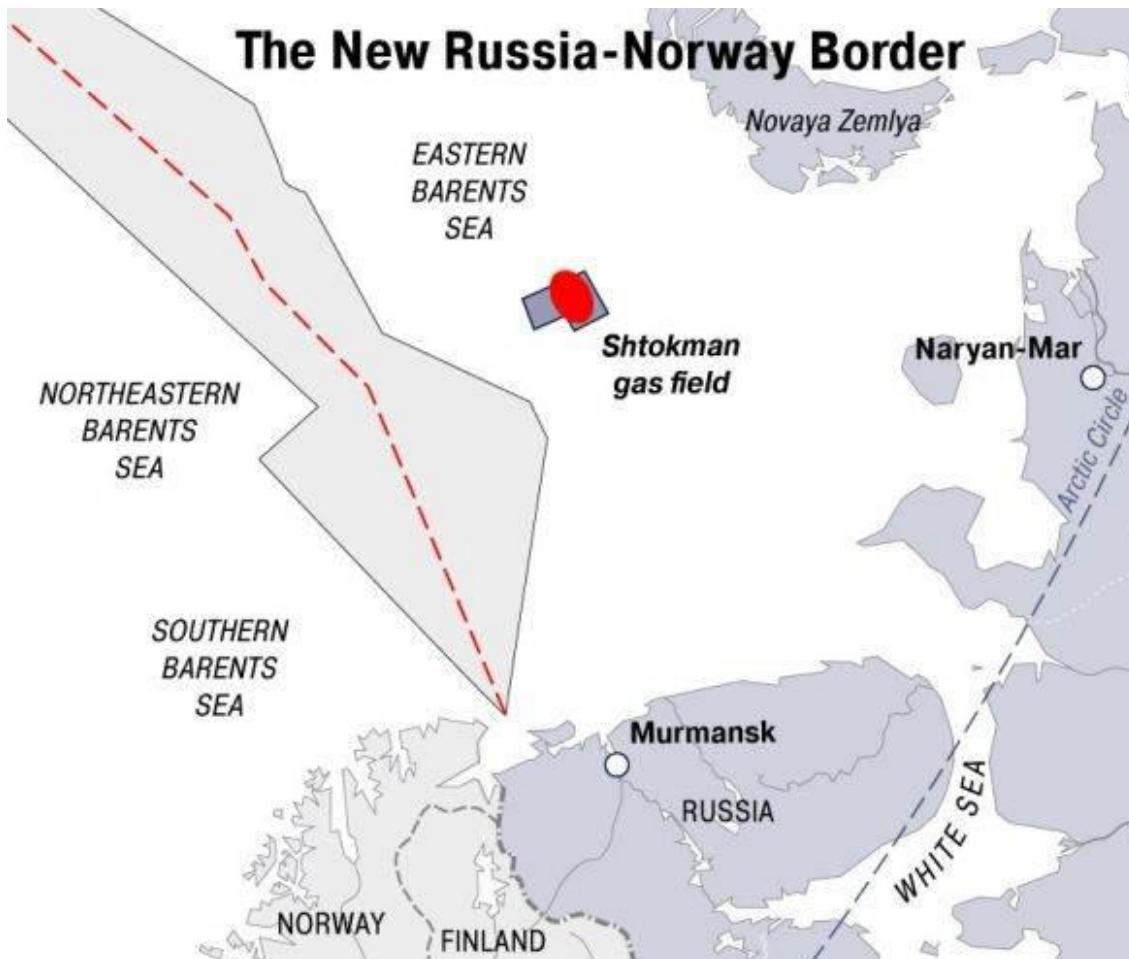 The New Russia-Norway Border
Novaya Zemlya
EASTERN
BARENTS
SEA
Shtokman
gas field
Naryan-Mar
NORTHEASTERN
BARENTS
SEA
Arctic Circle
SOUTHERN
BARENTS
SEA
Murmansk
RUSSIA
WHITE SEA
NORWAY
FINLAND